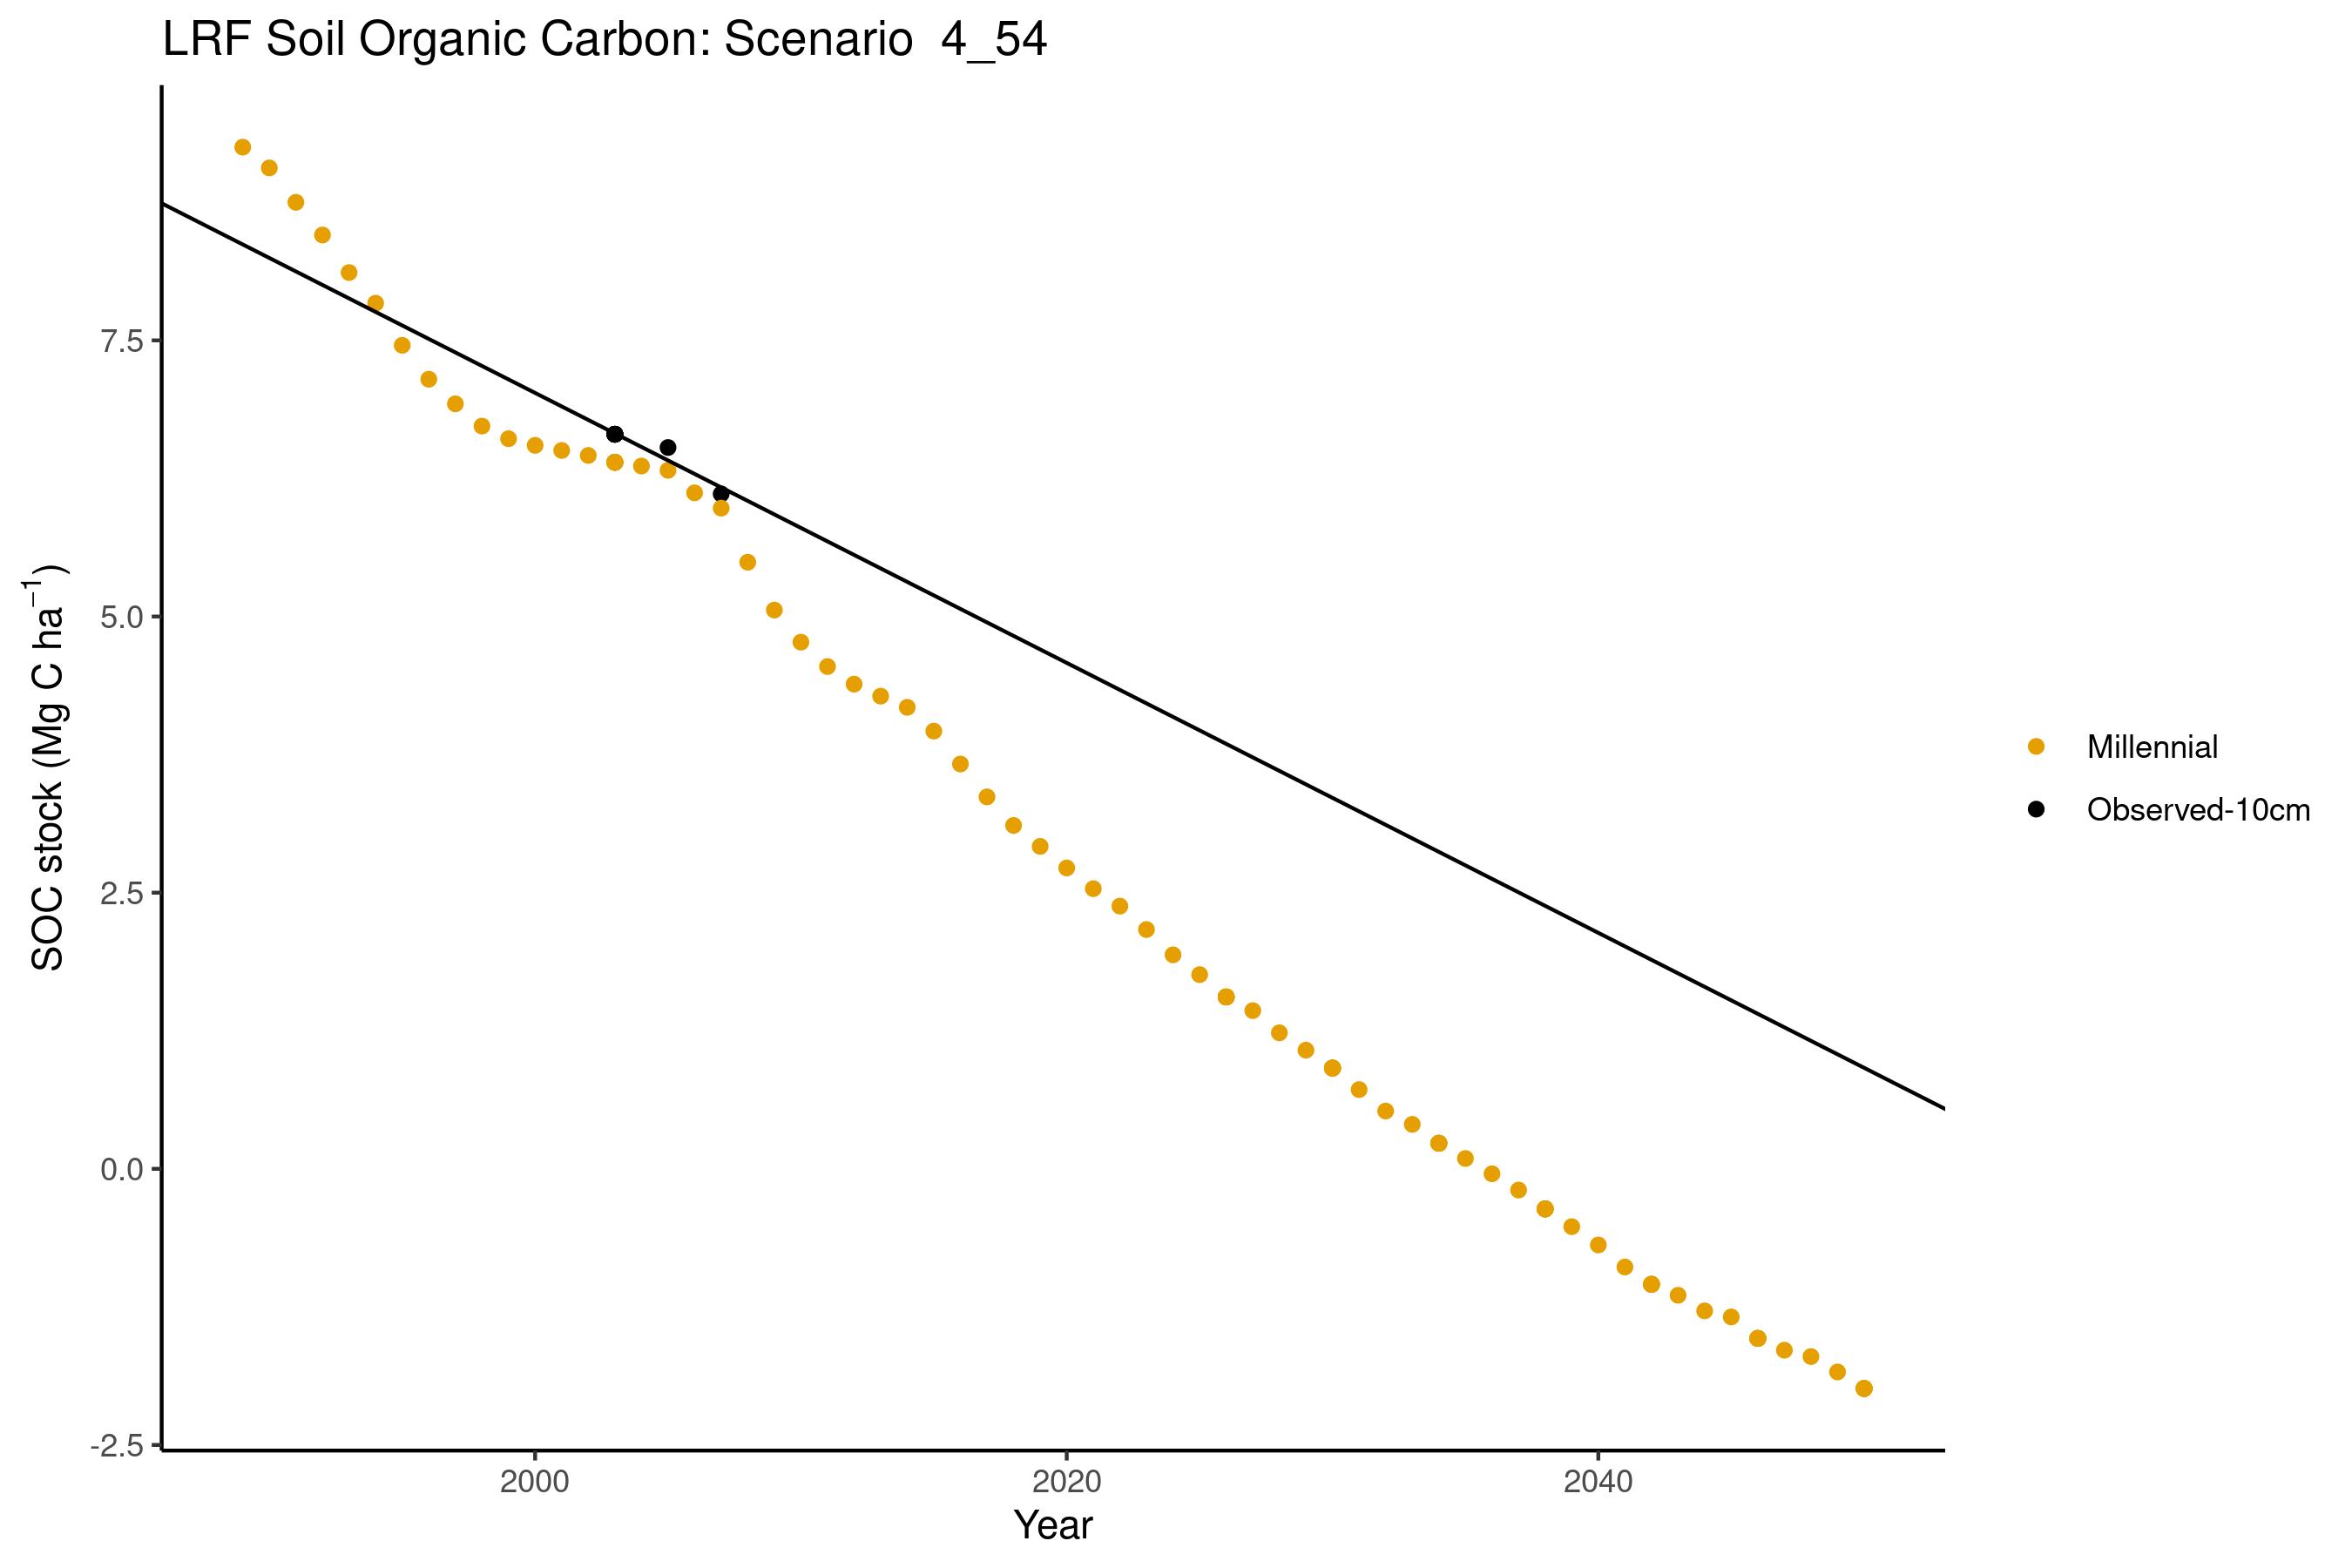 LRF Soil Organic Carbon: Scenario  4_54
SOC stock (Mg C ha⁻¹)
7.5
5.0
2.5
0.0
-2.5
2000
2020
2040
Year
Millennial
Observed-10cm